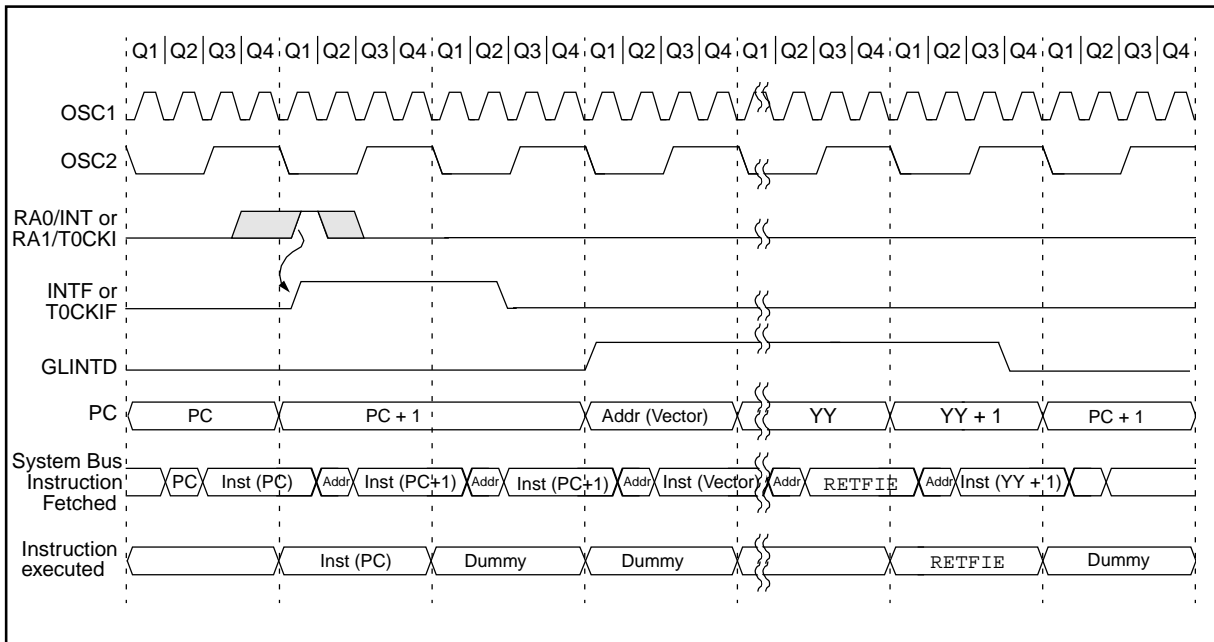 Q1 Q2 Q3 Q4 Q1 Q2 Q3 Q4 Q1 Q2 Q3 Q4 Q1 Q2 Q3 Q4 Q1 Q2 Q3 Q4 Q1 Q2 Q3 Q4 Q1 Q2 Q3 Q4
OSC1
OSC2
RA0/INT or
RA1/T0CKI
INTF or
T0CKIF
GLINTD
PC PC PC + 1 Addr (Vector) YY YY + 1 PC + 1
System Bus
Instruction
Fetched
PC Inst (PC) Addr Inst (PC+1) Addr Inst (PC+1) Addr Inst (Vector) Addr RETFIE Addr Inst (YY + 1)
Instruction
executed
Inst (PC) Dummy Dummy RETFIE Dummy